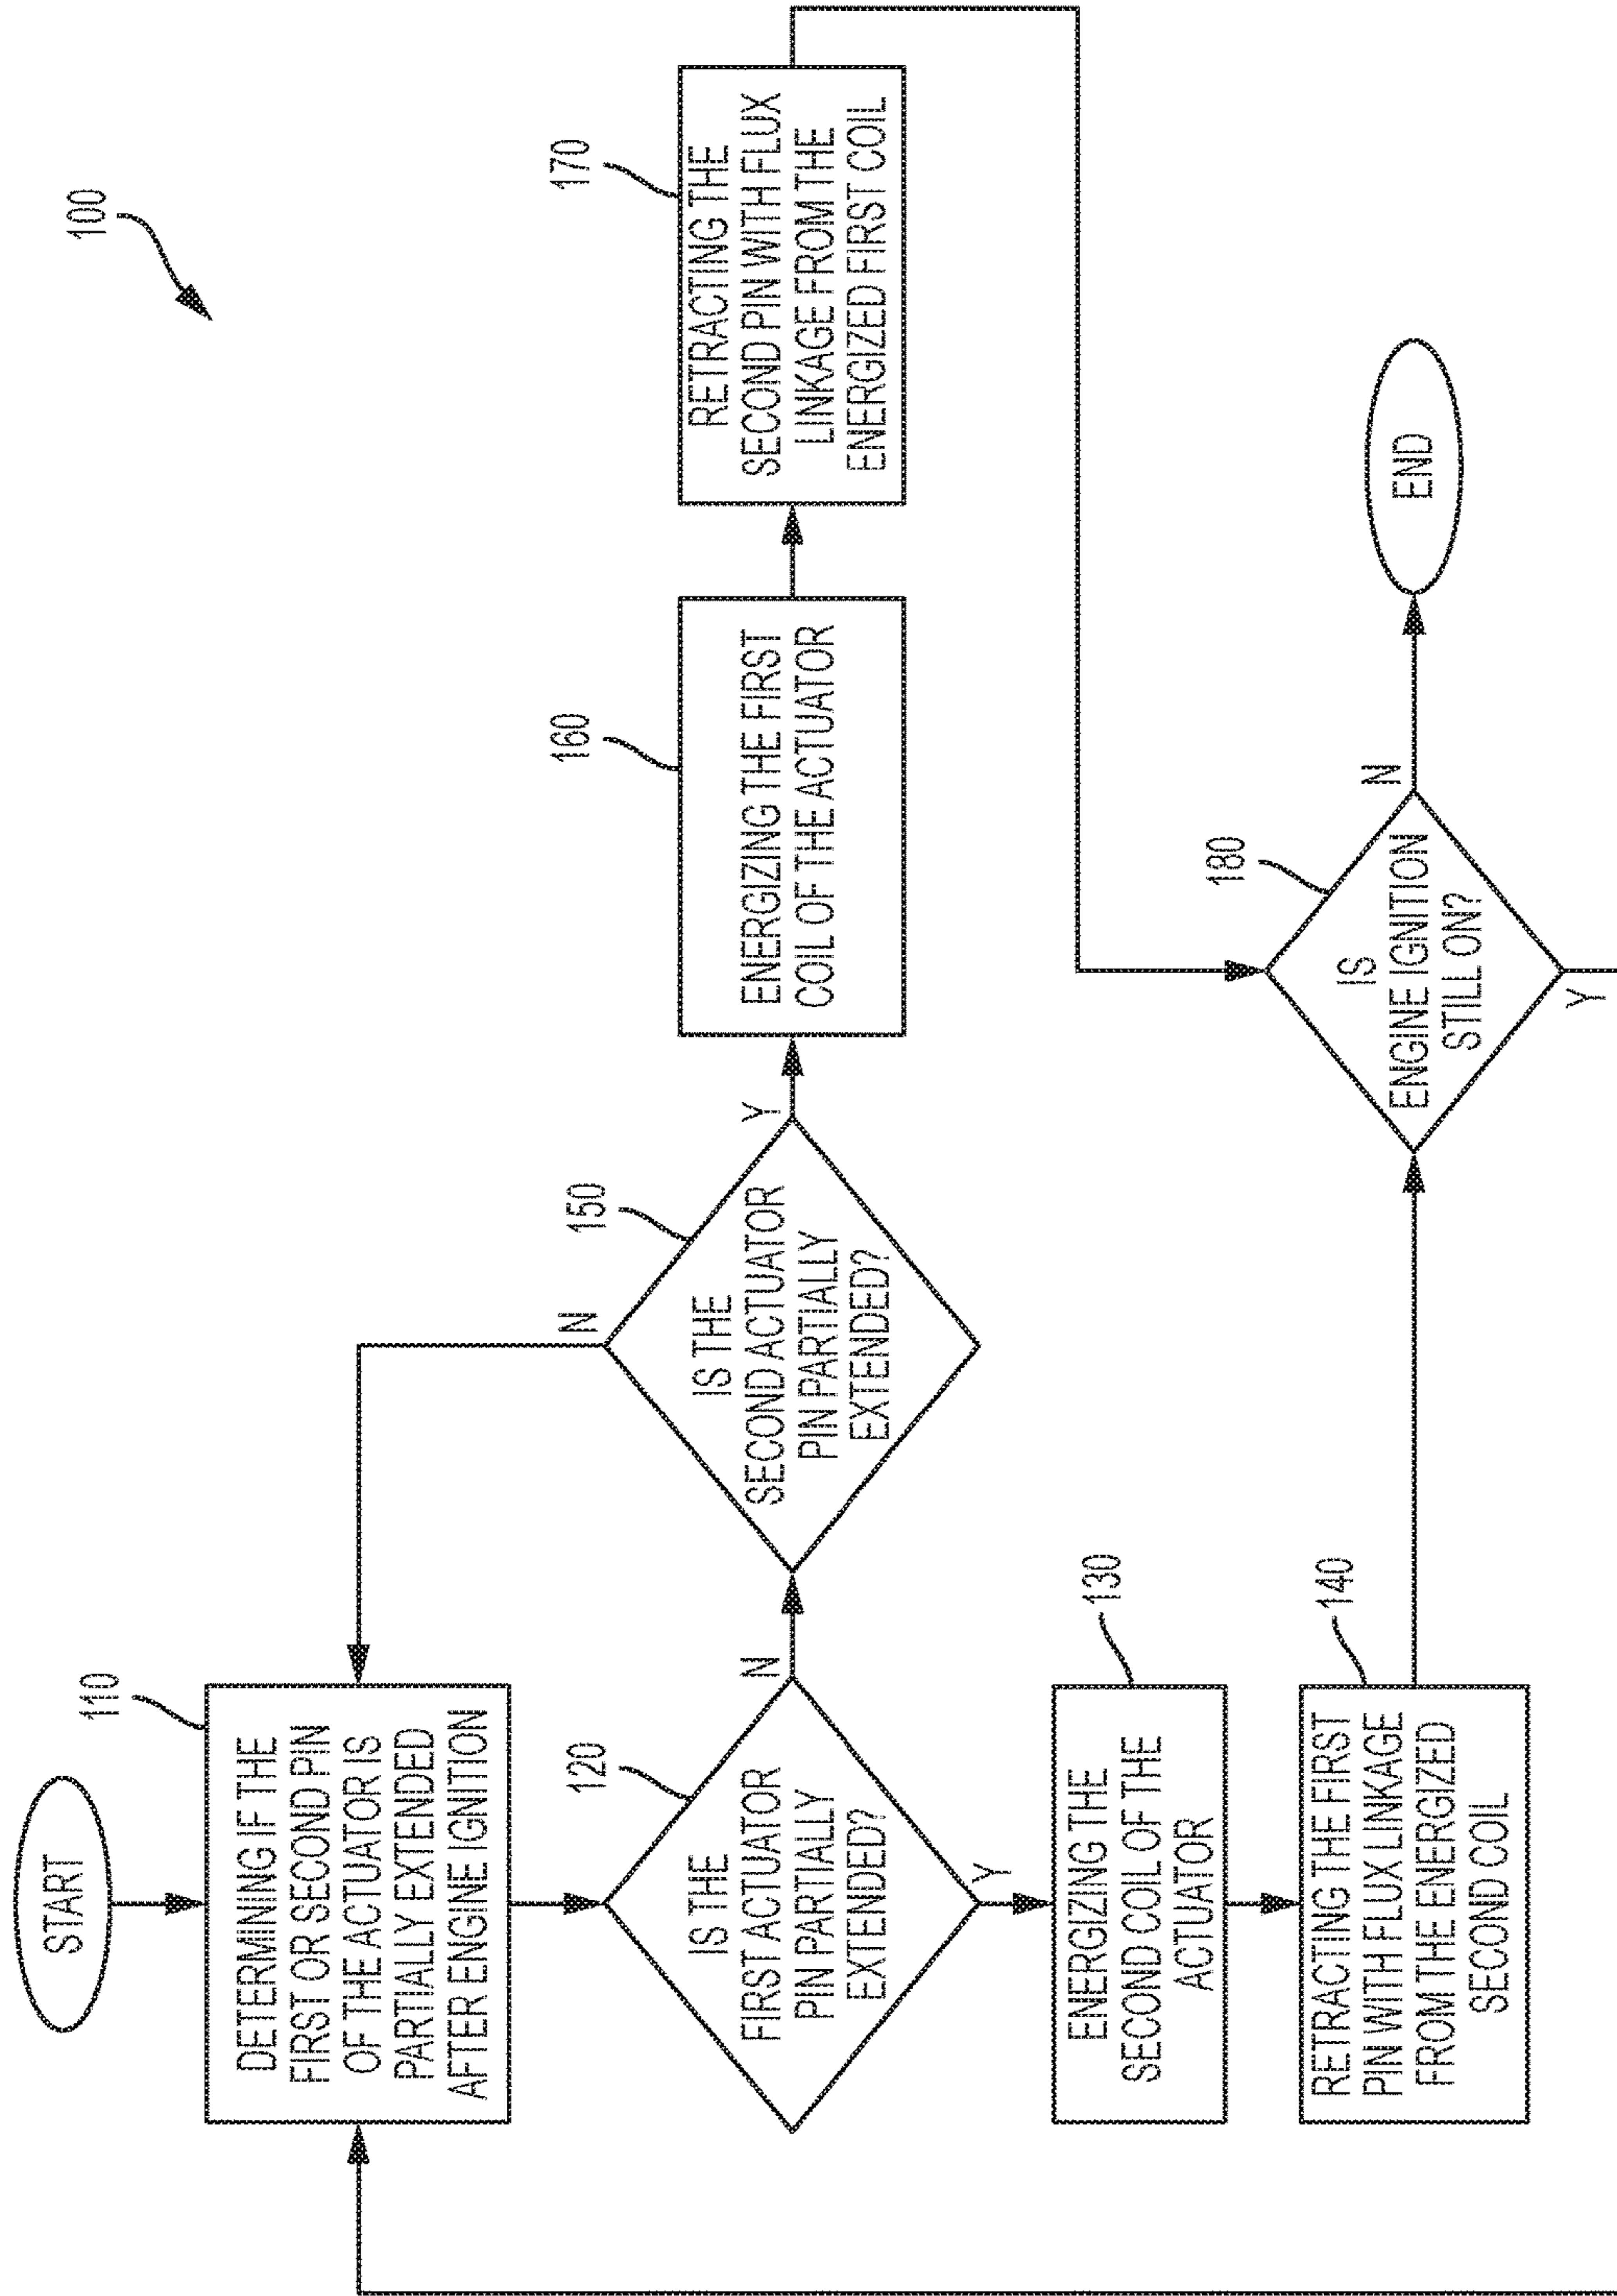 100
START
110
DETERMINING IF THE
FIRST OR SECOND PIN
OF THE ACTUATOR IS
PARTIALLY EXTENDED
AFTER ENGINE IGNITION
120
IS THE
FIRST ACTUATOR
PIN PARTIALLY
EXTENDED?
N
Y
130
ENERGIZING THE
SECOND COIL OF THE
ACTUATOR
140
RETRACTING THE FIRST
PIN WITH FLUX LINKAGE
FROM THE ENERGIZED
SECOND COIL
150
IS THE
SECOND ACTUATOR
PIN PARTIALLY
EXTENDED?
N
Y
160
ENERGIZING THE FIRST
COIL OF THE ACTUATOR
170
RETRACTING THE
SECOND PIN WITH FLUX
LINKAGE FROM THE
ENERGIZED FIRST COIL
180
IS
ENGINE IGNITION
STILL ON?
N
Y
END